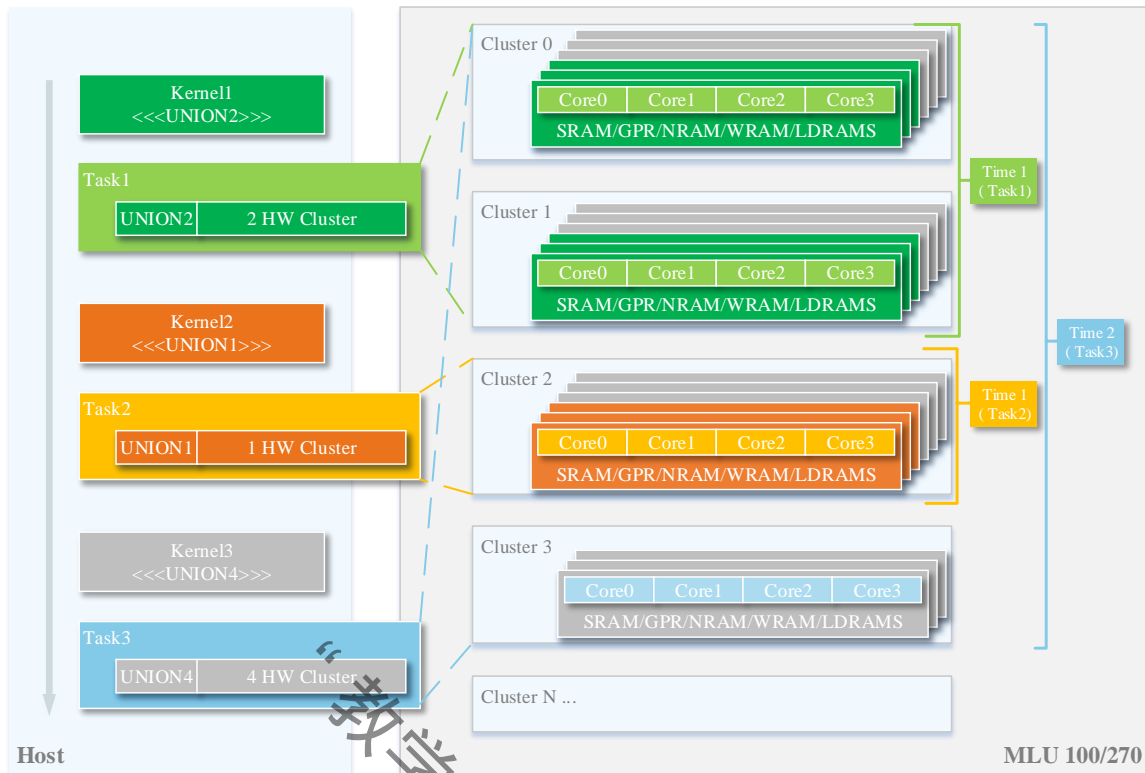 Kernel1
<<<UNION2>>>
Task1
UNION2 2 HW Cluster
Kernel2
<<<UNION1>>>
Task2
UNION1 1 HW Cluster
Kernel3
<<<UNION4>>>
Task3
UNION4 4 HW Cluster
Host
Cluster 0
Core0 Core1 Core2 Core3
SRAM/GPR/NRAM/WRAM/LDRAMS
Cluster 1
Core0 Core1 Core2 Core3
SRAM/GPR/NRAM/WRAM/LDRAMS
Cluster 2
Core0 Core1 Core2 Core3
SRAM/GPR/NRAM/WRAM/LDRAMS
Cluster 3
Core0 Core1 Core2 Core3
SRAM/GPR/NRAM/WRAM/LDRAMS
Cluster N ...
Time 1
( Task1)
Time 1
( Task2)
Time 2
( Task3)
MLU 100/270
“教学